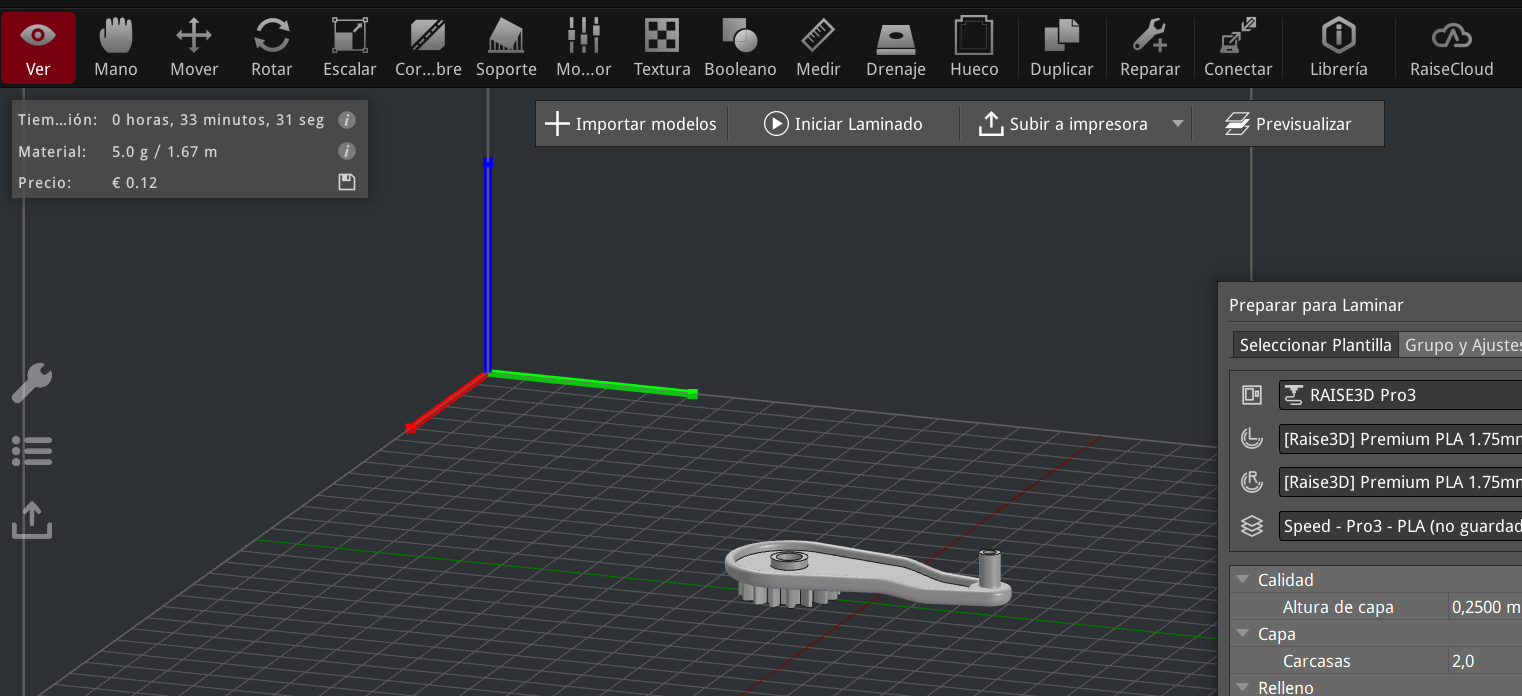 Ver Mano Mover Rotar Escalar Cor...bre Soporte Mo...or Textura Booleano Medir Drenaje Hueco Duplicar Reparar Conectar Librería RaiseCloud
Tiem...ión: 0 horas, 33 minutos, 31 seg
Material: 5.0 g / 1.67 m
Precio: € 0.12
Importar modelos Iniciar Laminado Subir a impresora Previsualizar
Preparar para Laminar
Seleccionar Plantilla Grupo y Ajustes
RAISE3D Pro3
L [Raise3D] Premium PLA 1.75mm
R [Raise3D] Premium PLA 1.75mm
Speed - Pro3 - PLA (no guardad
Calidad
Altura de capa 0,2500 m
Capa
Carcasas 2,0
Relleno